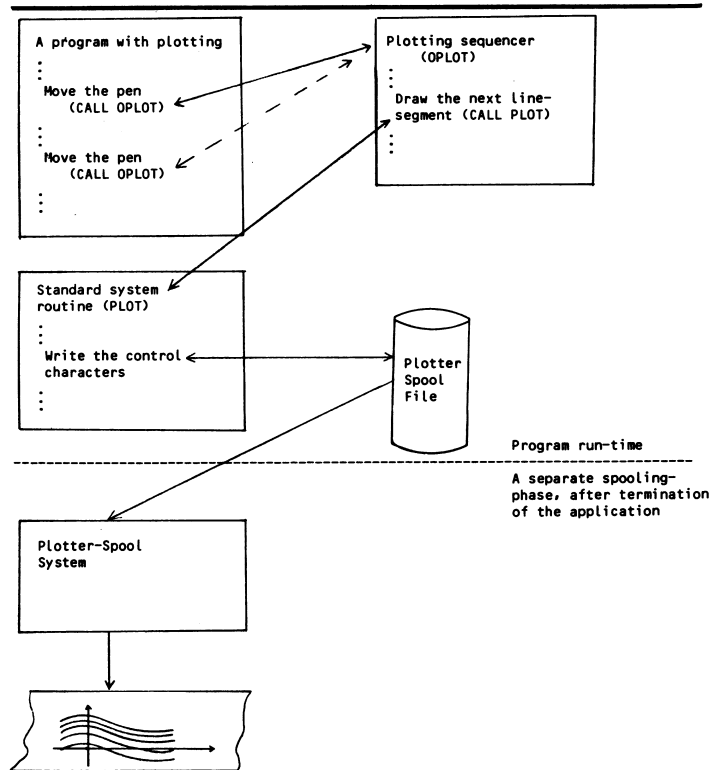 A program with plotting
Move the pen
(CALL OPLOT)
Move the pen
(CALL OPLOT)
Plotting sequencer
(OPLOT)
Draw the next line-
segment (CALL PLOT)
Standard system
routine (PLOT)
Write the control
characters
Plotter
Spool
File
Program run-time
A separate spooling-
phase, after termination
of the application
Plotter-Spool
System